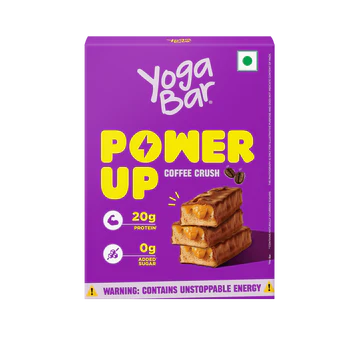 Yoga
Bar
POWER
UP
COFFEE CRUSH
20g
PROTEIN
0g
ADDED
SUGAR
WARNING: CONTAINS UNSTOPPABLE ENERGY